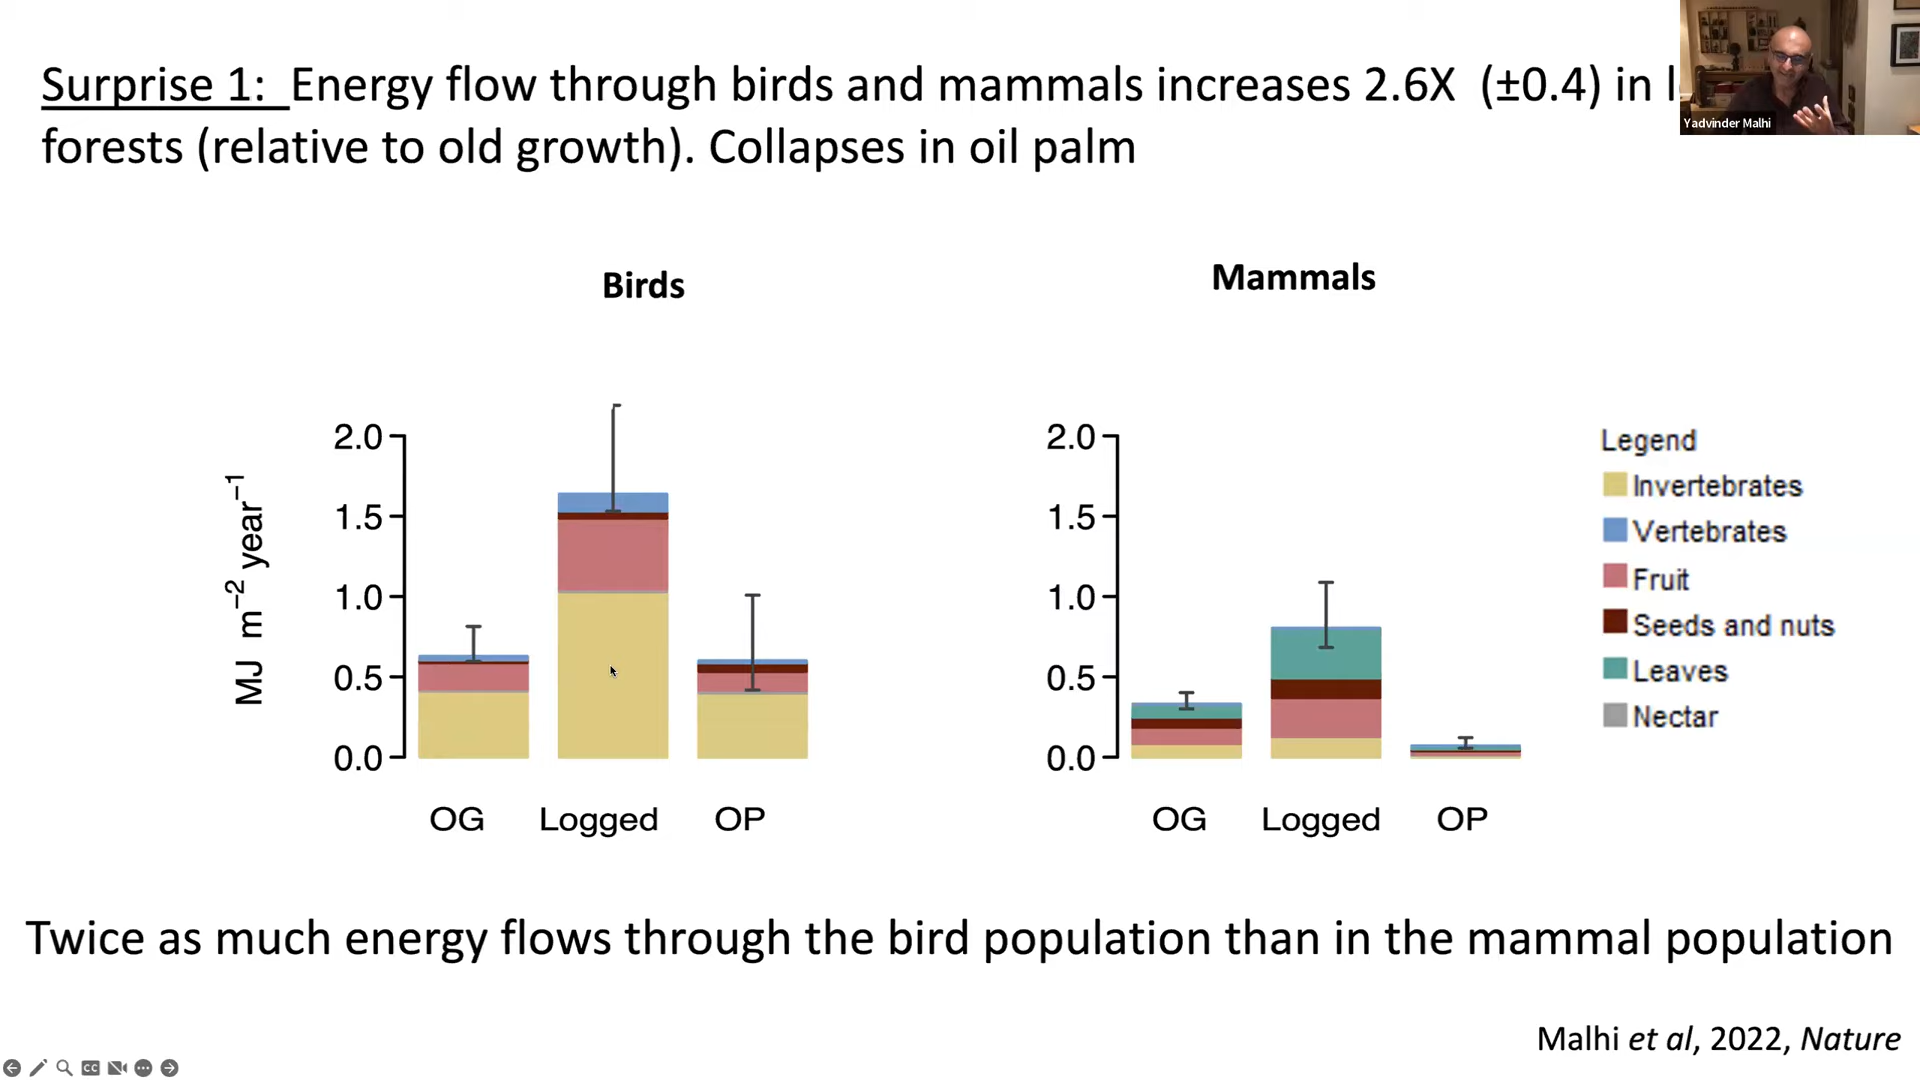 Surprise 1: Energy flow through birds and mammals increases 2.6X (±0.4) in
forests (relative to old growth). Collapses in oil palm
Yadvinder Malhi
Birds
Mammals
MJ m−2 year−1
2.0
1.5
1.0
0.5
0.0
OG Logged OP
2.0
1.5
1.0
0.5
0.0
OG Logged OP
Legend
Invertebrates
Vertebrates
Fruit
Seeds and nuts
Leaves
Nectar
Twice as much energy flows through the bird population than in the mammal population
Malhi et al, 2022, Nature
CC